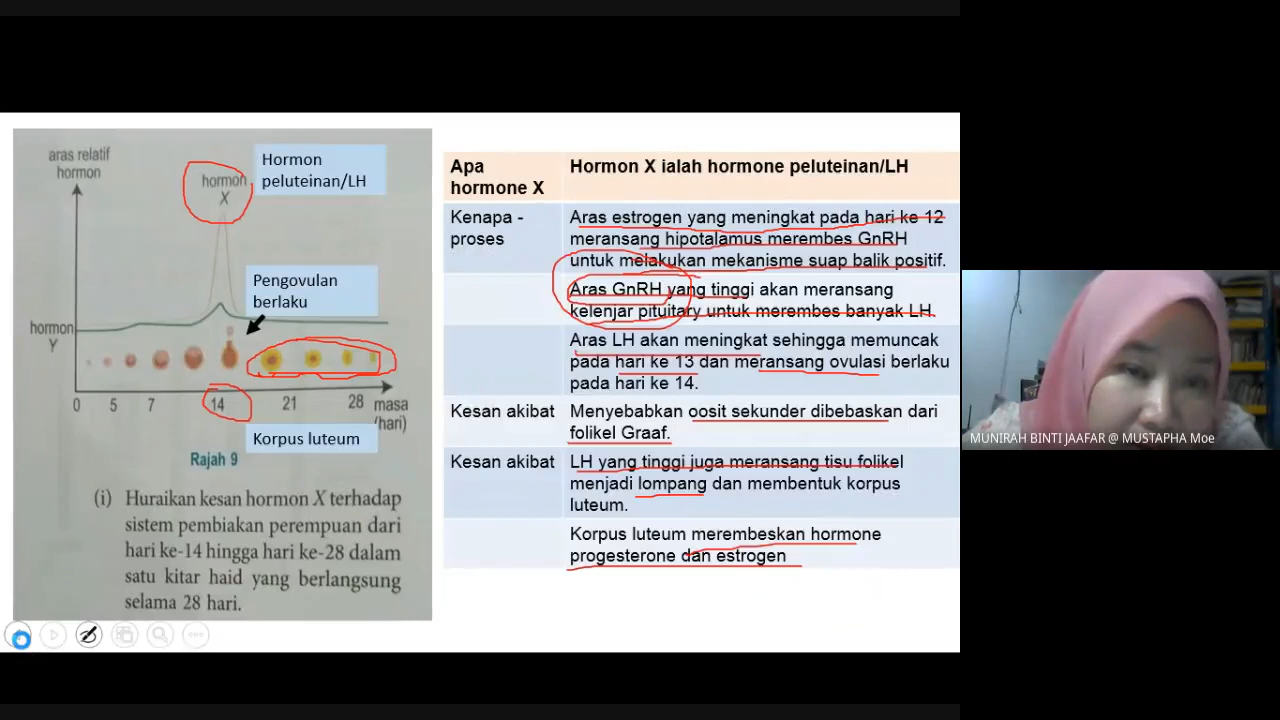 aras relatif
hormon
hormon
X
Hormon
peluteinan/LH
Pengovulan
berlaku
hormon
Y
0 5 7 14 21 28 masa
(hari)
Korpus luteum
Rajah 9
(i) Huraikan kesan hormon X terhadap
sistem pembiakan perempuan dari
hari ke-14 hingga hari ke-28 dalam
satu kitar haid yang berlangsung
selama 28 hari.
Apa
hormone X
Hormon X ialah hormone peluteinan/LH
Kenapa -
proses
Aras estrogen yang meningkat pada hari ke 12
meransang hipotalamus merembes GnRH
untuk melakukan mekanisme suap balik positif.
Aras GnRH yang tinggi akan meransang
kelenjar pituitary untuk merembes banyak LH.
Aras LH akan meningkat sehingga memuncak
pada hari ke 13 dan meransang ovulasi berlaku
pada hari ke 14.
Kesan akibat
Menyebabkan oosit sekunder dibebaskan dari
folikel Graaf.
Kesan akibat
LH yang tinggi juga meransang tisu folikel
menjadi lompang dan membentuk korpus
luteum.
Korpus luteum merembeskan hormone
progesterone dan estrogen
MUNIRAH BINTI JAAFAR @ MUSTAPHA Moe